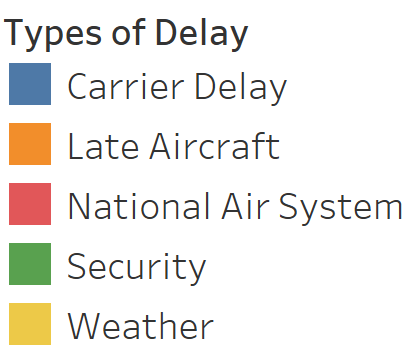 Types of Delay
Carrier Delay
Late Aircraft
National Air System
Security
Weather